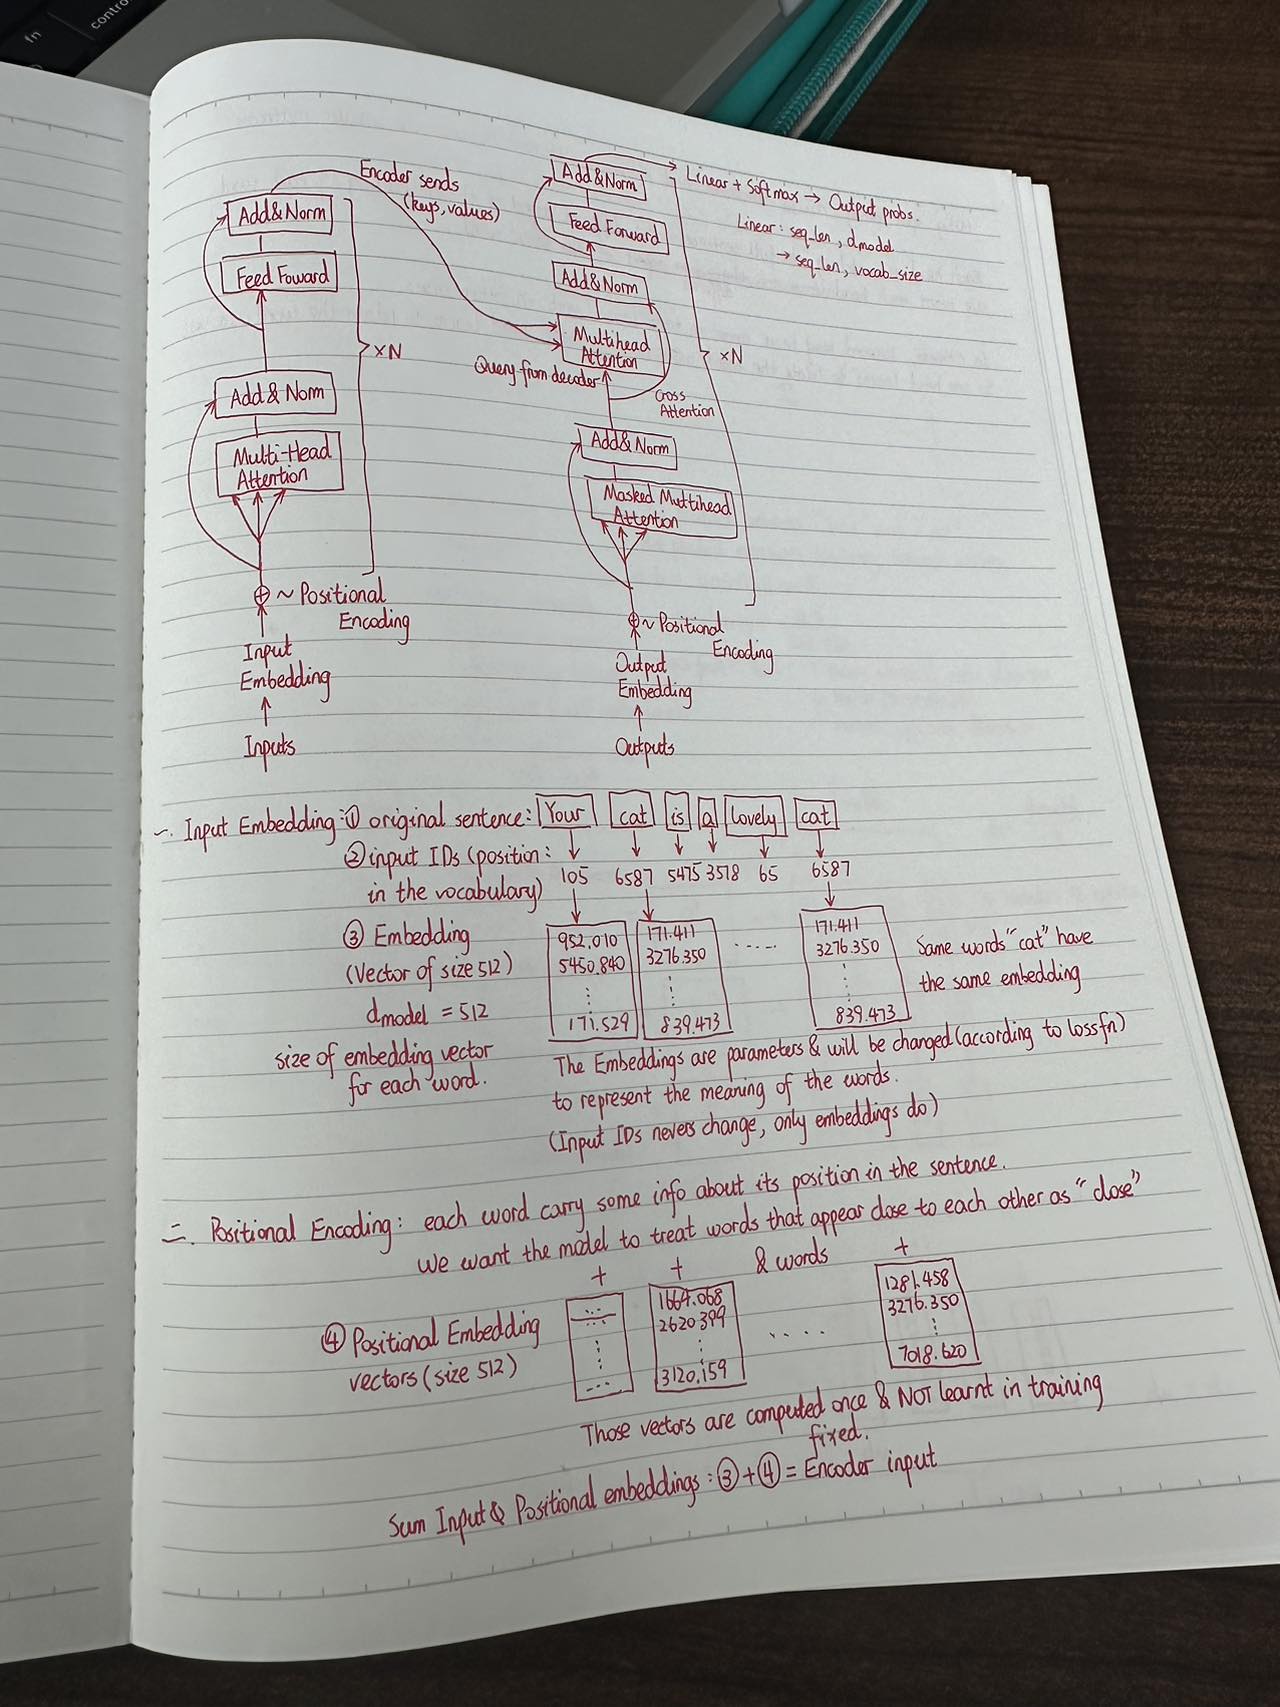 fn
contro
Encoder sends
(keys, values)
Add & Norm
Feed Foward
×N
Add & Norm
Multi-Head
Attention
~ Positional
Encoding
Input
Embedding
Inputs
Add & Norm
→ Linear + Softmax → Output probs.
Feed Forward
Linear : seq_len, dmodel
→ seq_len, vocab_size
Add & Norm
Multihead
Attention
×N
Query from decoder
Cross
Attention
Add & Norm
Masked Multihead
Attention
~ Positional
Encoding
Output
Embedding
Outputs
一. Input Embedding: ① original sentence: Your cat is a lovely cat
② input IDs (position :
in the vocabulary) 105 6587 5475 3578 65 6587
③ Embedding
(Vector of size 512)
dmodel = 512
size of embedding vector
for each word.
952.010 171.411 ..... 171.411
5450.840 3276.350 3276.350
171.529 839.473 839.473
Same words "cat" have
the same embedding
The Embeddings are parameters & will be changed (according to loss fn)
to represent the meaning of the words.
(Input IDs nevers change, only embeddings do)
二. Positional Encoding: each word carry some info about its position in the sentence.
We want the model to treat words that appear close to each other as "close"
& words
+ + +
④ Positional Embedding
vectors (size 512)
... 1664.068 .... 1281.458
2620.399 3276.350
... 3120.159 7018.620
Those vectors are computed once & NOT learnt in training
fixed.
Sum Input & Positional embeddings : ③ + ④ = Encoder input